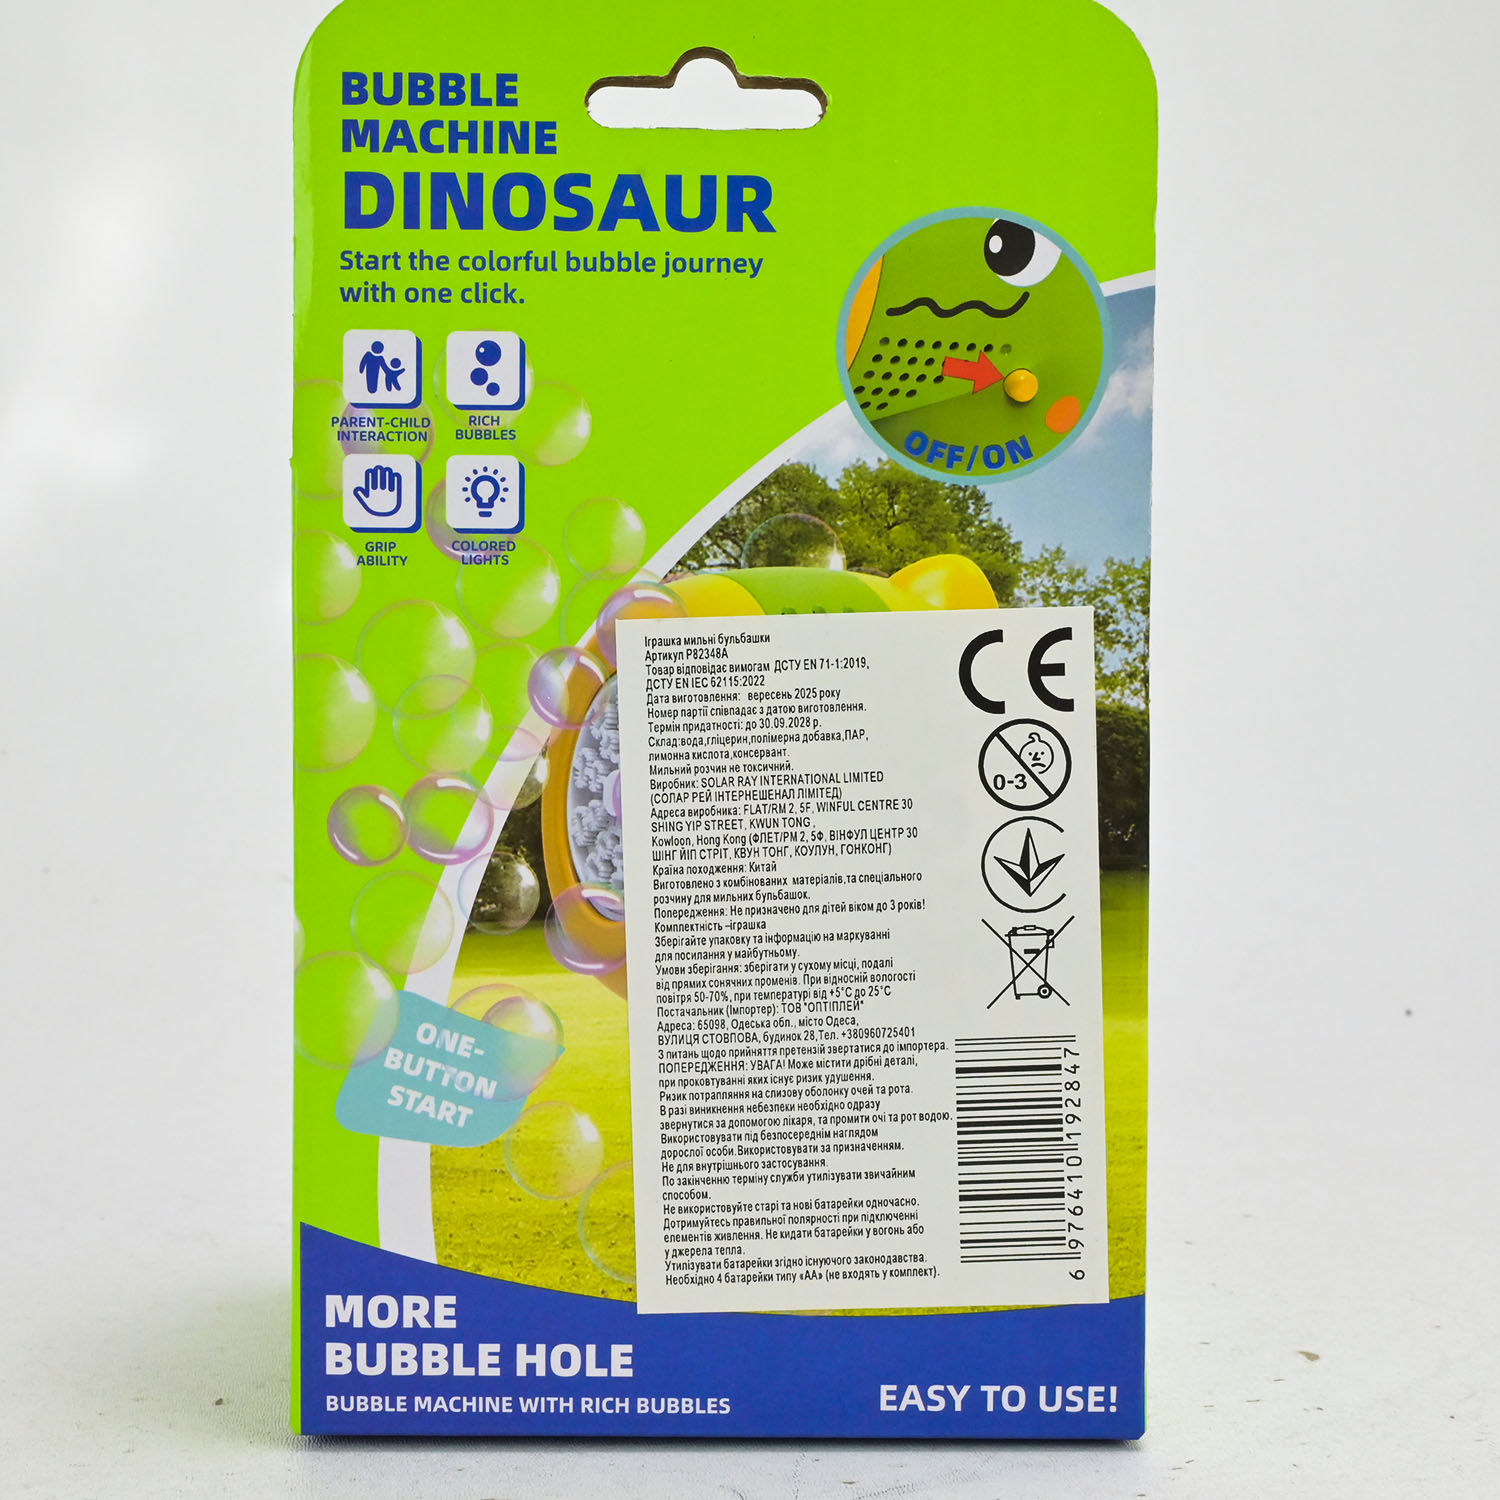 BUBBLE
MACHINE
DINOSAUR
Start the colorful bubble journey
with one click.
PARENT-CHILD
INTERACTION
RICH
BUBBLES
GRIP
ABILITY
COLORED
LIGHTS
OFF/ON
ONE-
BUTTON
START
Іграшка мильні бульбашки
Артикул P82348A
Товар відповідає вимогам ДСТУ EN 71-1:2019,
ДСТУ EN IEC 62115:2022
Дата виготовлення: вересень 2025 року
Номер партії співпадає з датою виготовлення.
Термін придатності: до 30.09.2028 р.
Склад:вода,гліцерин,полімерна добавка,ПАР,
лимонна кислота,консервант.
Мильний розчин не токсичний.
Виробник: SOLAR RAY INTERNATIONAL LIMITED
(СОЛАР РЕЙ ІНТЕРНЕШЕНАЛ ЛІМІТЕД)
Адреса виробника: FLAT/RM 2, 5F, WINFUL CENTRE 30
SHING YIP STREET, KWUN TONG,
Kowloon, Hong Kong (ФЛЕТ/РМ 2, 5Ф, ВІНФУЛ ЦЕНТР 30
ШІНГ ЙІП СТРІТ, КВУН ТОНГ, КОУЛУН, ГОНКОНГ)
Країна походження: Китай
Виготовлено з комбінованих матеріалів,та спеціального
розчину для мильних бульбашок.
Попередження: Не призначено для дітей віком до 3 років!
Комплектність –іграшка
Зберігайте упаковку та інформацію на маркуванні
для посилання у майбутньому.
Умови зберігання: зберігати у сухому місці, подалі
від прямих сонячних променів. При відносній вологості
повітря 50-70%, при температурі від +5°C до 25°C
Постачальник (Імпортер): ТОВ "ОПТІПЛЕЙ"
Адреса: 65098, Одеська обл., місто Одеса,
ВУЛИЦЯ СТОВПОВА, будинок 28,Тел. +380960725401
З питань щодо прийняття претензій звертатися до імпортера.
ПОПЕРЕДЖЕННЯ: УВАГА! Може містити дрібні деталі,
при проковтуванні яких існує ризик удушення.
Ризик потрапляння на слизову оболонку очей та рота.
В разі виникнення небезпеки необхідно одразу
звернутися за допомогою лікаря, та промити очі та рот водою.
Використовувати під безпосереднім наглядом
дорослої особи.Використовувати за призначенням.
Не для внутрішнього застосування.
По закінченню терміну служби утилізувати звичайним
способом.
Не використовуйте старі та нові батарейки одночасно.
Дотримуйтесь правильної полярності при підключенні
елементів живлення. Не кидати батарейки у вогонь або
у джерела тепла.
Утилізувати батарейки згідно існуючого законодавства.
Необхідно 4 батарейки типу «АА» (не входять у комплект).
CE
0-3
6 976410 192847
MORE
BUBBLE HOLE
BUBBLE MACHINE WITH RICH BUBBLES
EASY TO USE!